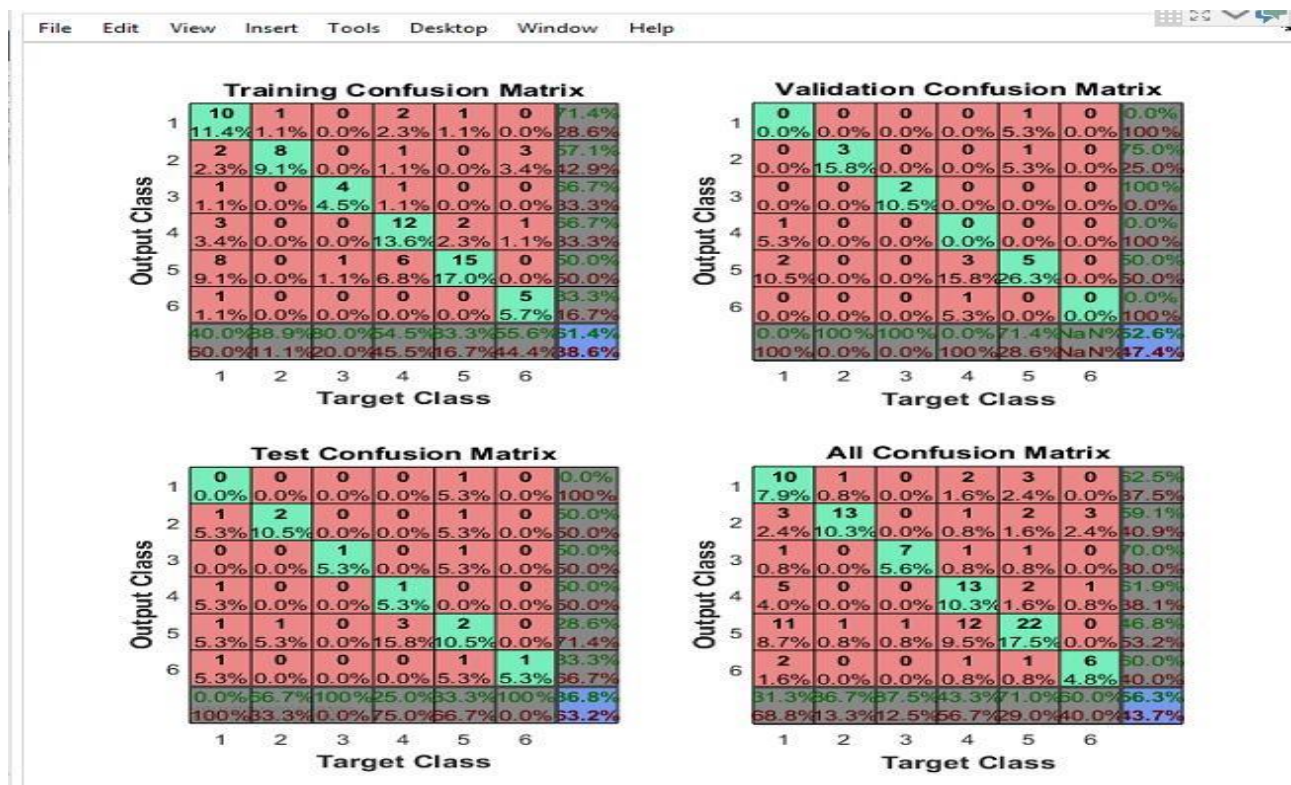 File Edit View Insert Tools Desktop Window Help
Training Confusion Matrix
Output Class
1 10 1 0 2 1 0 71.4%
11.4% 1.1% 0.0% 2.3% 1.1% 0.0% 28.6%
2 2 8 0 1 0 3 57.1%
2.3% 9.1% 0.0% 1.1% 0.0% 3.4% 42.9%
3 1 0 4 1 0 0 66.7%
1.1% 0.0% 4.5% 1.1% 0.0% 0.0% 33.3%
4 3 0 0 12 2 1 66.7%
3.4% 0.0% 0.0% 13.6% 2.3% 1.1% 33.3%
5 8 0 1 6 15 0 50.0%
9.1% 0.0% 1.1% 6.8% 17.0% 0.0% 50.0%
6 1 0 0 0 0 5 83.3%
1.1% 0.0% 0.0% 0.0% 0.0% 5.7% 16.7%
40.0% 88.9% 80.0% 54.5% 83.3% 55.6% 61.4%
60.0% 11.1% 20.0% 45.5% 16.7% 44.4% 38.6%
1 2 3 4 5 6
Target Class
Validation Confusion Matrix
Output Class
1 0 0 0 0 1 0 0.0%
0.0% 0.0% 0.0% 0.0% 5.3% 0.0% 100%
2 0 3 0 0 1 0 75.0%
0.0% 15.8% 0.0% 0.0% 5.3% 0.0% 25.0%
3 0 0 2 0 0 0 100%
0.0% 0.0% 10.5% 0.0% 0.0% 0.0% 0.0%
4 1 0 0 0 0 0 0.0%
5.3% 0.0% 0.0% 0.0% 0.0% 0.0% 100%
5 2 0 0 3 5 0 50.0%
10.5% 0.0% 0.0% 15.8% 26.3% 0.0% 50.0%
6 0 0 0 1 0 0 0.0%
0.0% 0.0% 0.0% 5.3% 0.0% 0.0% 100%
0.0% 100% 100% 0.0% 71.4% NaN% 52.6%
100% 0.0% 0.0% 100% 28.6% NaN% 47.4%
1 2 3 4 5 6
Target Class
Test Confusion Matrix
Output Class
1 0 0 0 0 1 0 0.0%
0.0% 0.0% 0.0% 0.0% 5.3% 0.0% 100%
2 1 2 0 0 1 0 50.0%
5.3% 10.5% 0.0% 0.0% 5.3% 0.0% 50.0%
3 0 0 1 0 1 0 50.0%
0.0% 0.0% 5.3% 0.0% 5.3% 0.0% 50.0%
4 1 0 0 1 0 0 50.0%
5.3% 0.0% 0.0% 5.3% 0.0% 0.0% 50.0%
5 1 1 0 3 2 0 28.6%
5.3% 5.3% 0.0% 15.8% 10.5% 0.0% 71.4%
6 1 0 0 0 1 1 33.3%
5.3% 0.0% 0.0% 0.0% 5.3% 5.3% 66.7%
0.0% 66.7% 100% 25.0% 33.3% 100% 36.8%
100% 33.3% 0.0% 75.0% 66.7% 0.0% 63.2%
1 2 3 4 5 6
Target Class
All Confusion Matrix
Output Class
1 10 1 0 2 3 0 62.5%
7.9% 0.8% 0.0% 1.6% 2.4% 0.0% 37.5%
2 3 13 0 1 2 3 59.1%
2.4% 10.3% 0.0% 0.8% 1.6% 2.4% 40.9%
3 1 0 7 1 1 0 70.0%
0.8% 0.0% 5.6% 0.8% 0.8% 0.0% 30.0%
4 5 0 0 13 2 1 61.9%
4.0% 0.0% 0.0% 10.3% 1.6% 0.8% 38.1%
5 11 1 1 12 22 0 46.8%
8.7% 0.8% 0.8% 9.5% 17.5% 0.0% 53.2%
6 2 0 0 1 1 6 60.0%
1.6% 0.0% 0.0% 0.8% 0.8% 4.8% 40.0%
31.3% 86.7% 87.5% 43.3% 71.0% 60.0% 56.3%
68.8% 13.3% 12.5% 56.7% 29.0% 40.0% 43.7%
1 2 3 4 5 6
Target Class